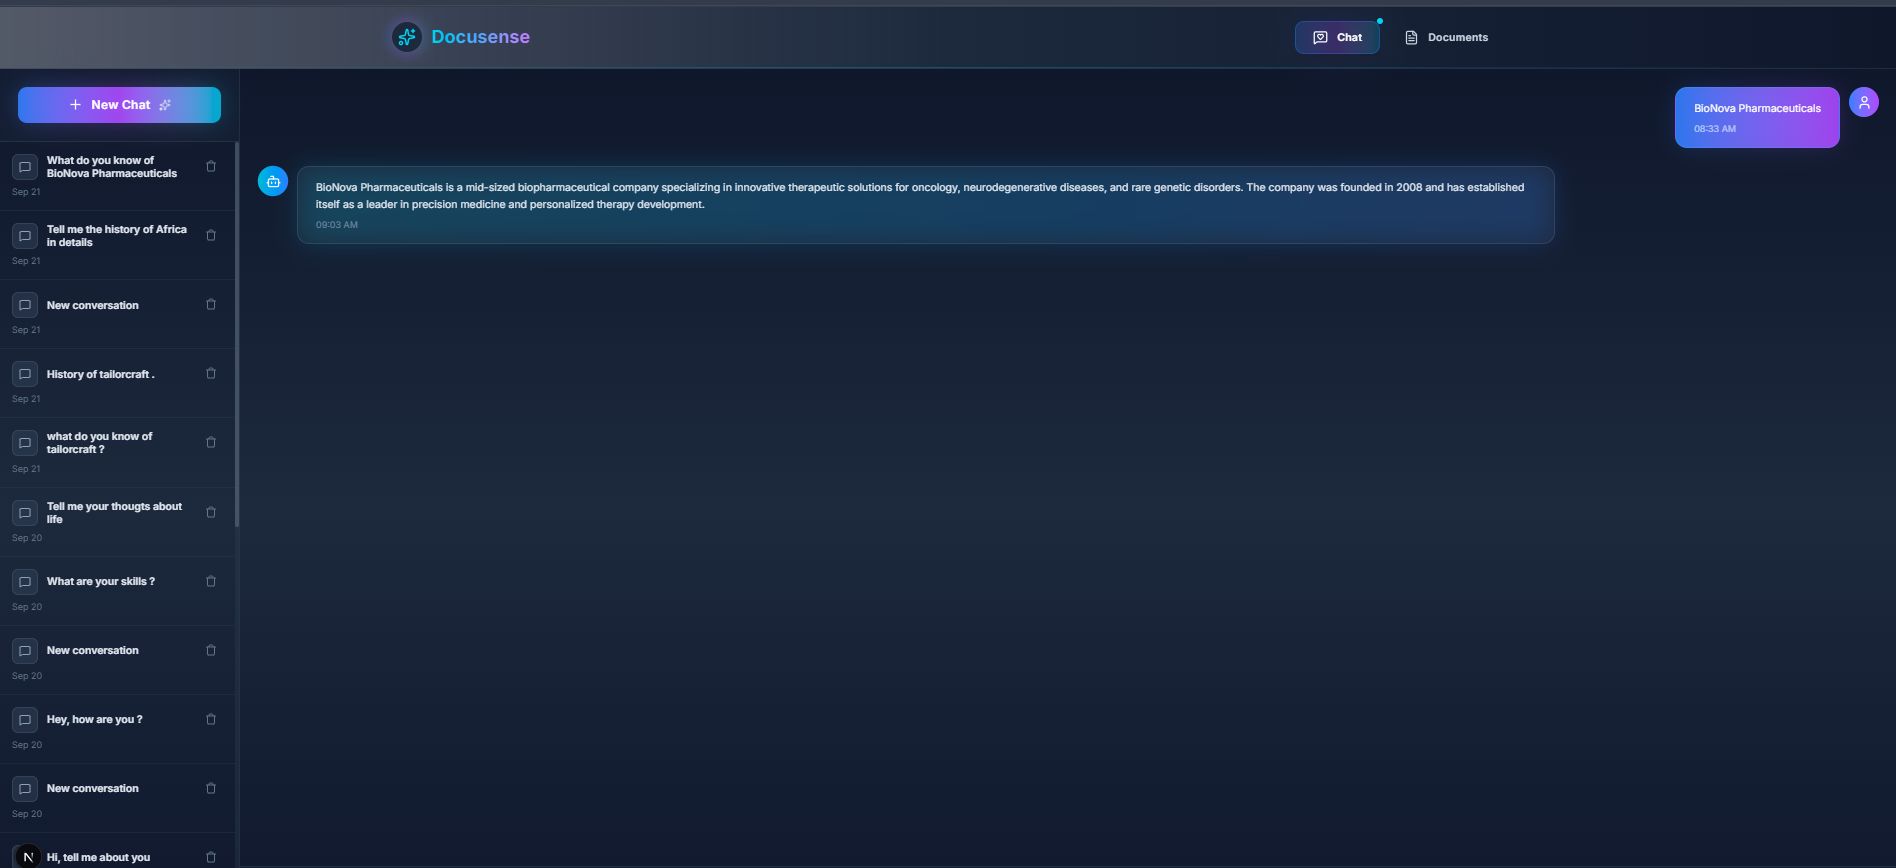 Docusense
Chat
Documents
New Chat
What do you know of
BioNova Pharmaceuticals
Sep 21
Tell me the history of Africa
in details
Sep 21
New conversation
Sep 21
History of tailorcraft .
Sep 21
what do you know of
tailorcraft ?
Sep 21
Tell me your thougts about
life
Sep 20
What are your skills ?
Sep 20
New conversation
Sep 20
Hey, how are you ?
Sep 20
New conversation
Sep 20
N
Hi, tell me about you
BioNova Pharmaceuticals
08:33 AM
BioNova Pharmaceuticals is a mid-sized biopharmaceutical company specializing in innovative therapeutic solutions for oncology, neurodegenerative diseases, and rare genetic disorders. The company was founded in 2008 and has established
itself as a leader in precision medicine and personalized therapy development.
09:03 AM